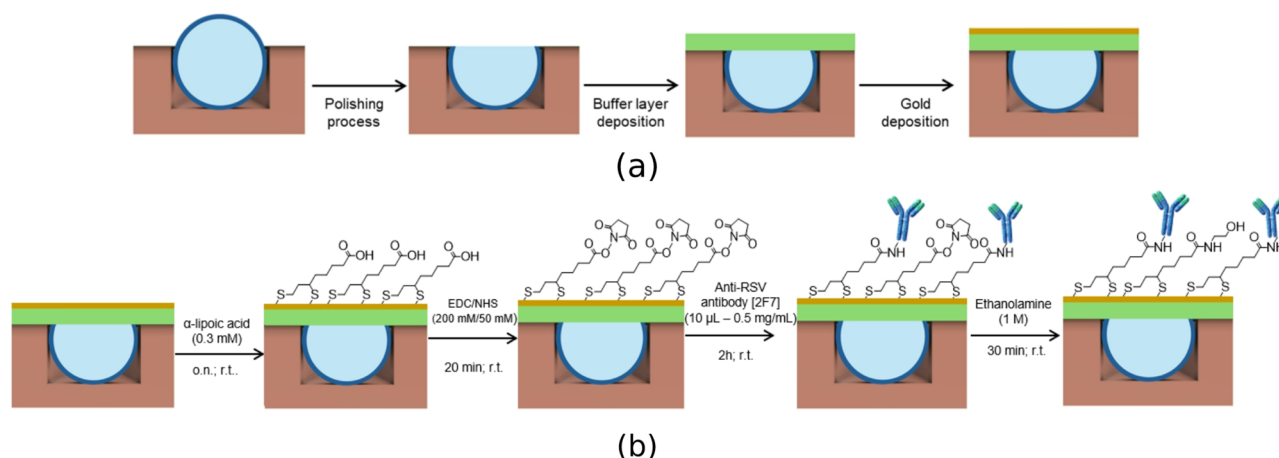 Polishing
process
Buffer layer
deposition
Gold
deposition
(a)
α-lipoic acid
(0.3 mM)
o.n.; r.t..
O
OH
O
OH
O
OH
S
S
S
S
S
S
EDC/NHS
(200 mM/50 mM)
20 min; r.t.
O
N
O
O
O
O
N
O
O
O
O
N
O
O
O
S
S
S
S
S
S
Anti-RSV
antibody [2F7]
(10 µL – 0.5 mg/mL)
2h; r.t.
O
NH
O
N
O
O
O
O
NH
S
S
S
S
S
S
Ethanolamine
(1 M)
30 min; r.t.
O
NH
O
NH
OH
O
NH
S
S
S
S
S
S
(b)